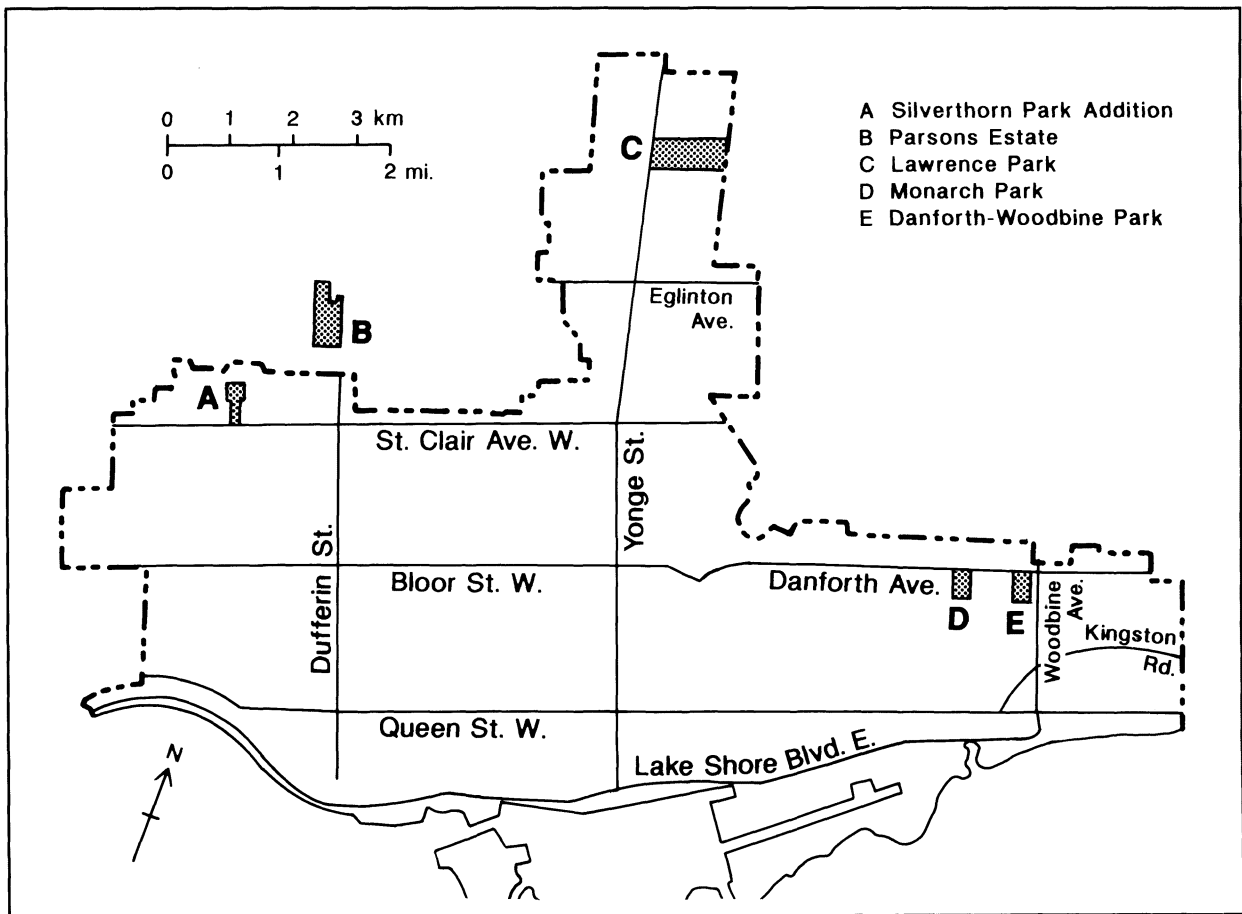 0 1 2 3 km
0 1 2 mi.
A Silverthorn Park Addition
B Parsons Estate
C Lawrence Park
D Monarch Park
E Danforth-Woodbine Park
C
Eglinton
Ave.
B
A
St. Clair Ave. W.
Yonge St.
Dufferin St.
Bloor St. W.
Danforth Ave.
D
E
Woodbine
Ave.
Kingston
Rd.
Queen St. W.
Lake Shore Blvd. E.
N